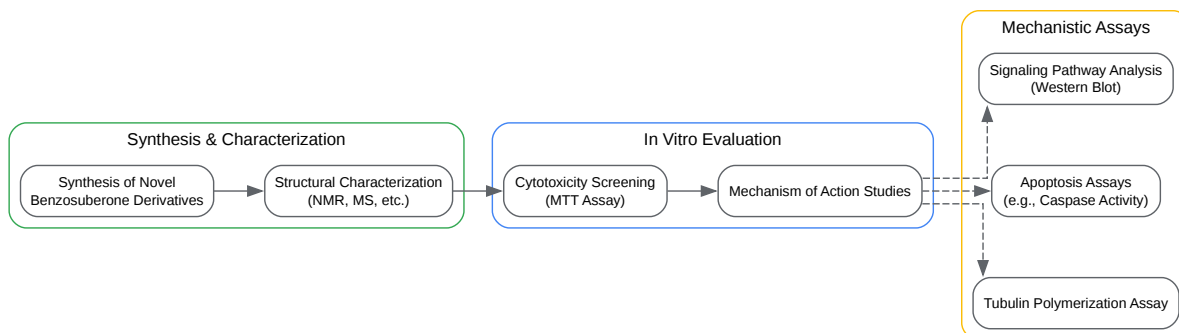 Synthesis & Characterization
Synthesis of Novel
Benzosuberone Derivatives
Structural Characterization
(NMR, MS, etc.)
In Vitro Evaluation
Cytotoxicity Screening
(MTT Assay)
Mechanism of Action Studies
Mechanistic Assays
Signaling Pathway Analysis
(Western Blot)
Apoptosis Assays
(e.g., Caspase Activity)
Tubulin Polymerization Assay